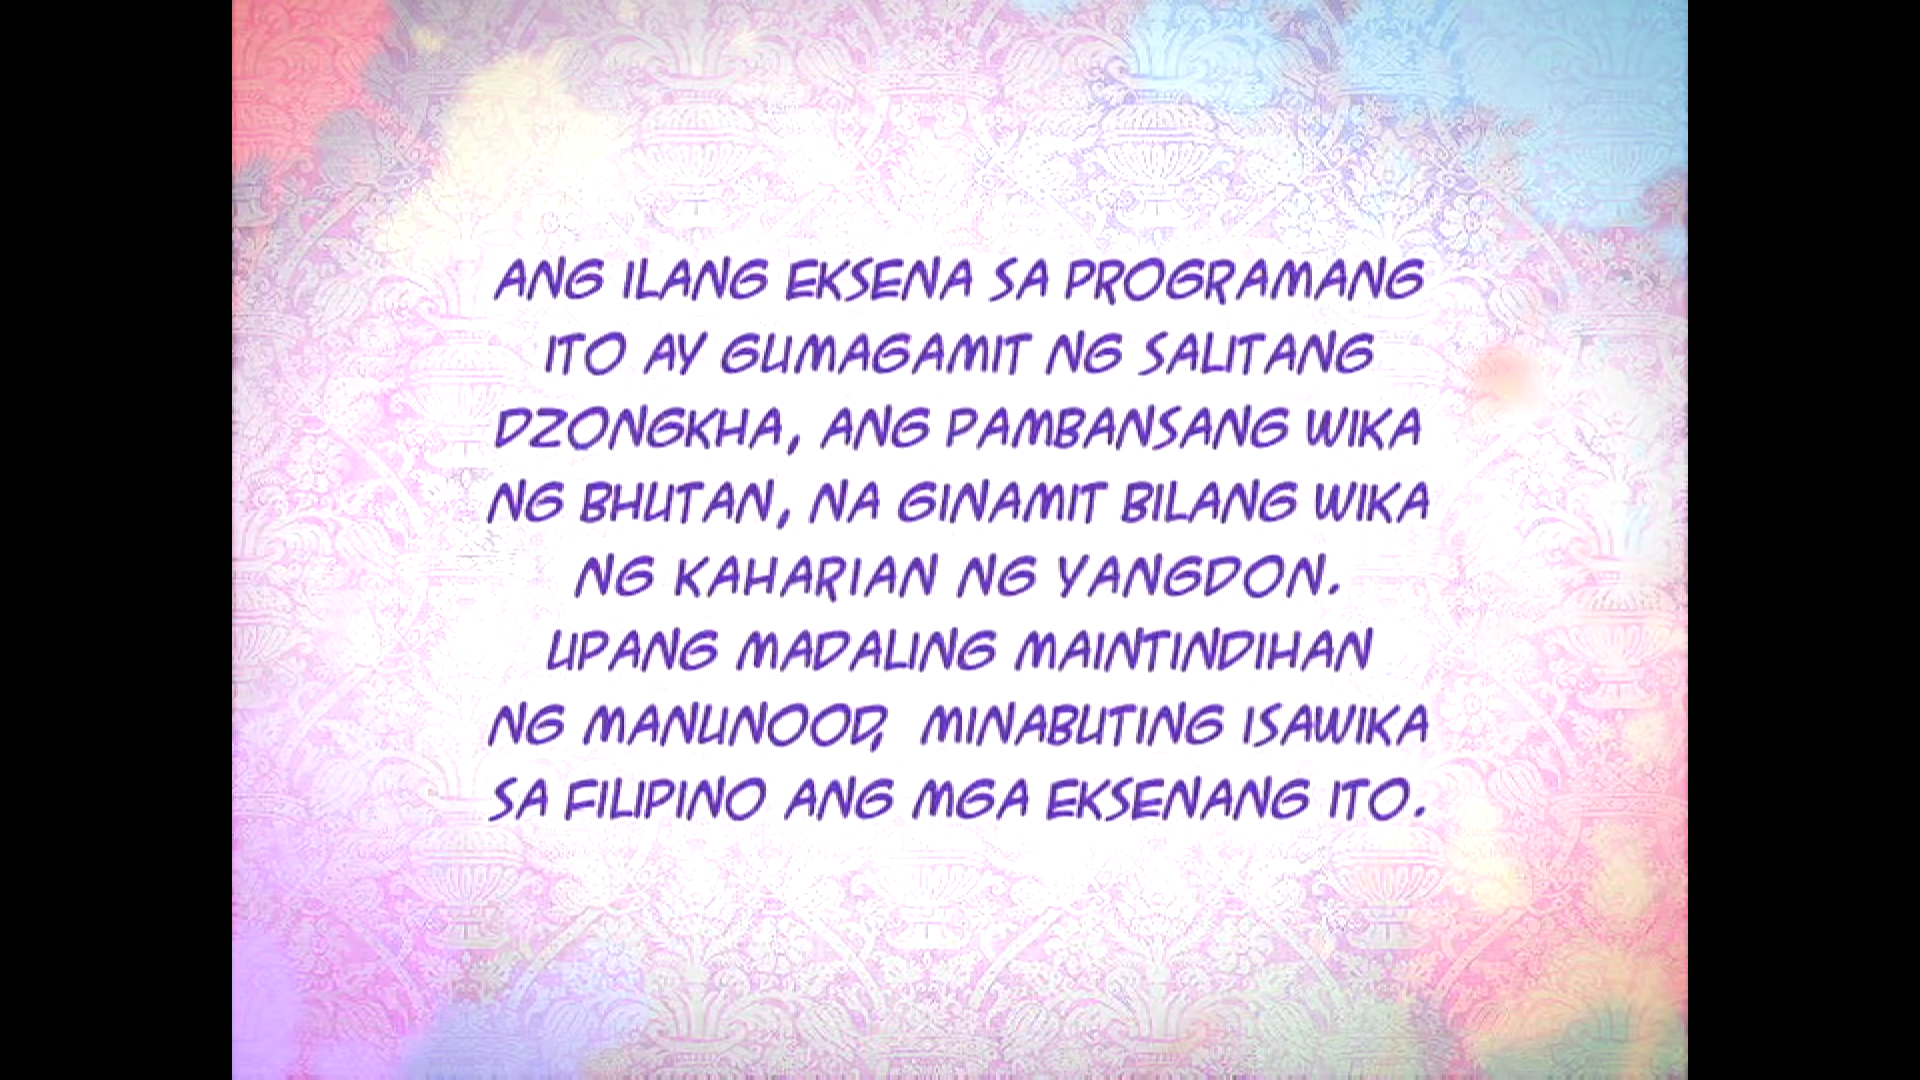 ANG ILANG EKSENA SA PROGRAMANG
ITO AY GUMAGAMIT NG SALITANG
DZONGKHA, ANG PAMBANSANG WIKA
NG BHUTAN, NA GINAMIT BILANG WIKA
NG KAHARIAN NG YANGDON.
UPANG MADALING MAINTINDIHAN
NG MANUNOOD, MINABUTING ISAWIKA
SA FILIPINO ANG MGA EKSENANG ITO.